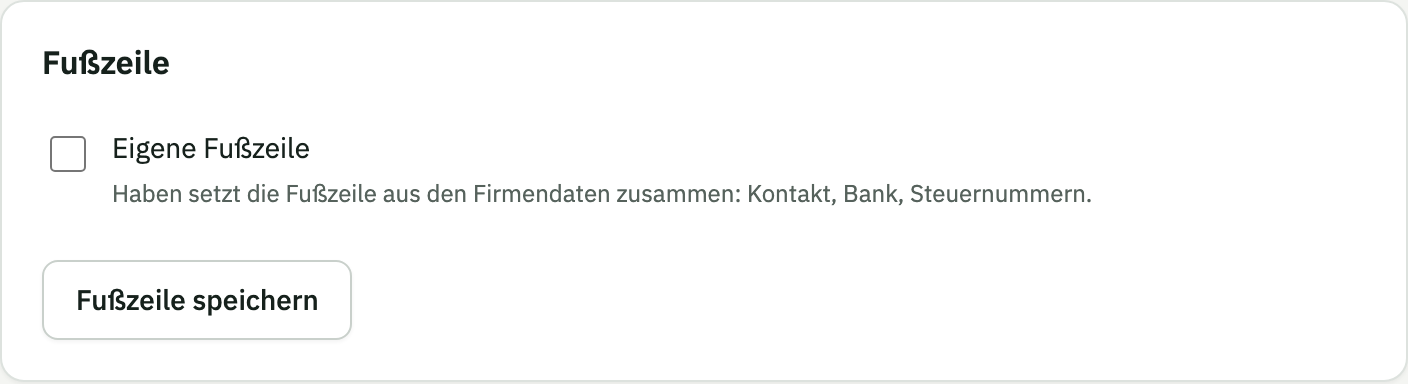 Fußzeile
Eigene Fußzeile
Haben setzt die Fußzeile aus den Firmendaten zusammen: Kontakt, Bank, Steuernummern.
Fußzeile speichern